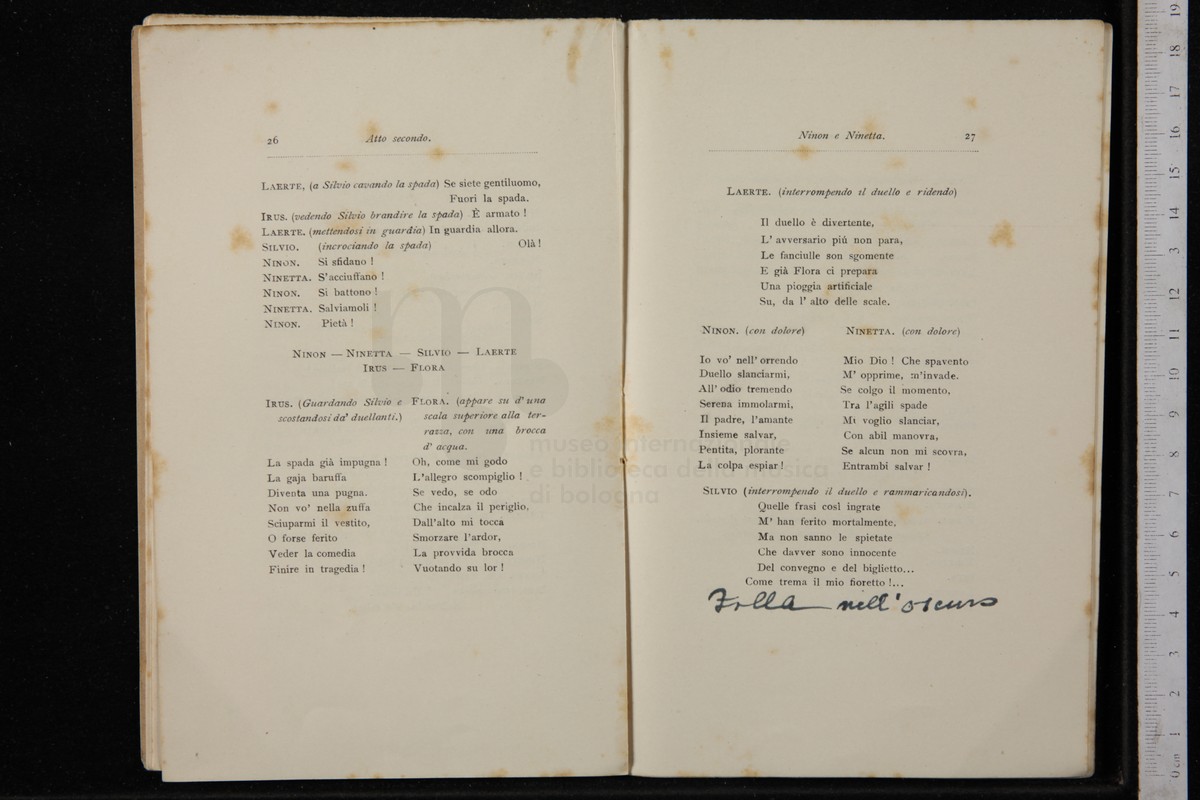 26
Atto secondo.
LAERTE, (a Silvio cavando la spada) Se siete gentiluomo,
Fuori la spada.
IRUS. (vedendo Silvio brandire la spada) È armato !
LAERTE. (mettendosi in guardia) In guardia allora.
SILVIO. (incrociando la spada) Olà !
NINON. Si sfidano !
NINETTA. S'acciuffano !
NINON. Si battono !
NINETTA. Salviamoli !
NINON. Pietà !
NINON — NINETTA — SILVIO — LAERTE
IRUS — FLORA
IRUS. (Guardando Silvio e
scostandosi da' duellanti.)
La spada già impugna !
La gaja baruffa
Diventa una pugna.
Non vo' nella zuffa
Sciuparmi il vestito,
O forse ferito
Veder la comedia
Finire in tragedia !
FLORA. (appare su d' una
scala superiore alla ter-
razza, con una brocca
d' acqua.
Oh, come mi godo
L'allegro scompiglio !
Se vedo, se odo
Che incalza il periglio,
Dall'alto mi tocca
Smorzare l'ardor,
La provvida brocca
Vuotando su lor !
Ninon e Ninetta.
27
LAERTE. (interrompendo il duello e ridendo)
Il duello è divertente,
L' avversario piú non para,
Le fanciulle son sgomente
E già Flora ci prepara
Una pioggia artificiale
Su, da l' alto delle scale.
NINON. (con dolore)
Io vo' nell' orrendo
Duello slanciarmi,
All' odio tremendo
Serena immolarmi,
Il padre, l'amante
Insieme salvar,
Pentita, plorante
La colpa espiar !
NINETTA. (con dolore)
Mio Dio ! Che spavento
M' opprime, m'invade.
Se colgo il momento,
Tra l'agili spade
Mi voglio slanciar,
Con abil manovra,
Se alcun non mi scovra,
Entrambi salvar !
SILVIO (interrompendo il duello e rammaricandosi).
Quelle frasi così ingrate
M' han ferito mortalmente,
Ma non sanno le spietate
Che davver sono innocente
Del convegno e del biglietto...
Come trema il mio fioretto !...
nell'oscuro
museo internazionale
e biblioteca della musica
di bologna